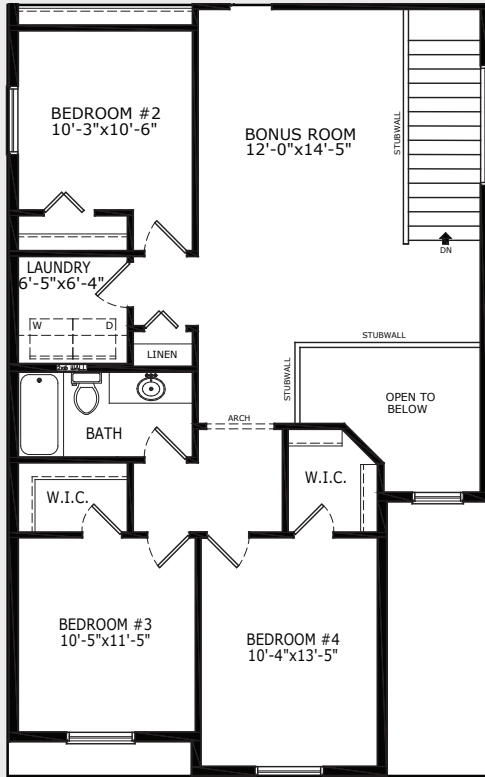 BEDROOM #2
10'-3"x10'-6"
BONUS ROOM
12'-0"x14'-5"
STUBWALL
DN
LAUNDRY
6'-5"x6'-4"
W
D
LINEN
STUBWALL
STUBWALL
OPEN TO
BELOW
2x6 WALL
BATH
ARCH
W.I.C.
W.I.C.
BEDROOM #3
10'-5"x11'-5"
BEDROOM #4
10'-4"x13'-5"